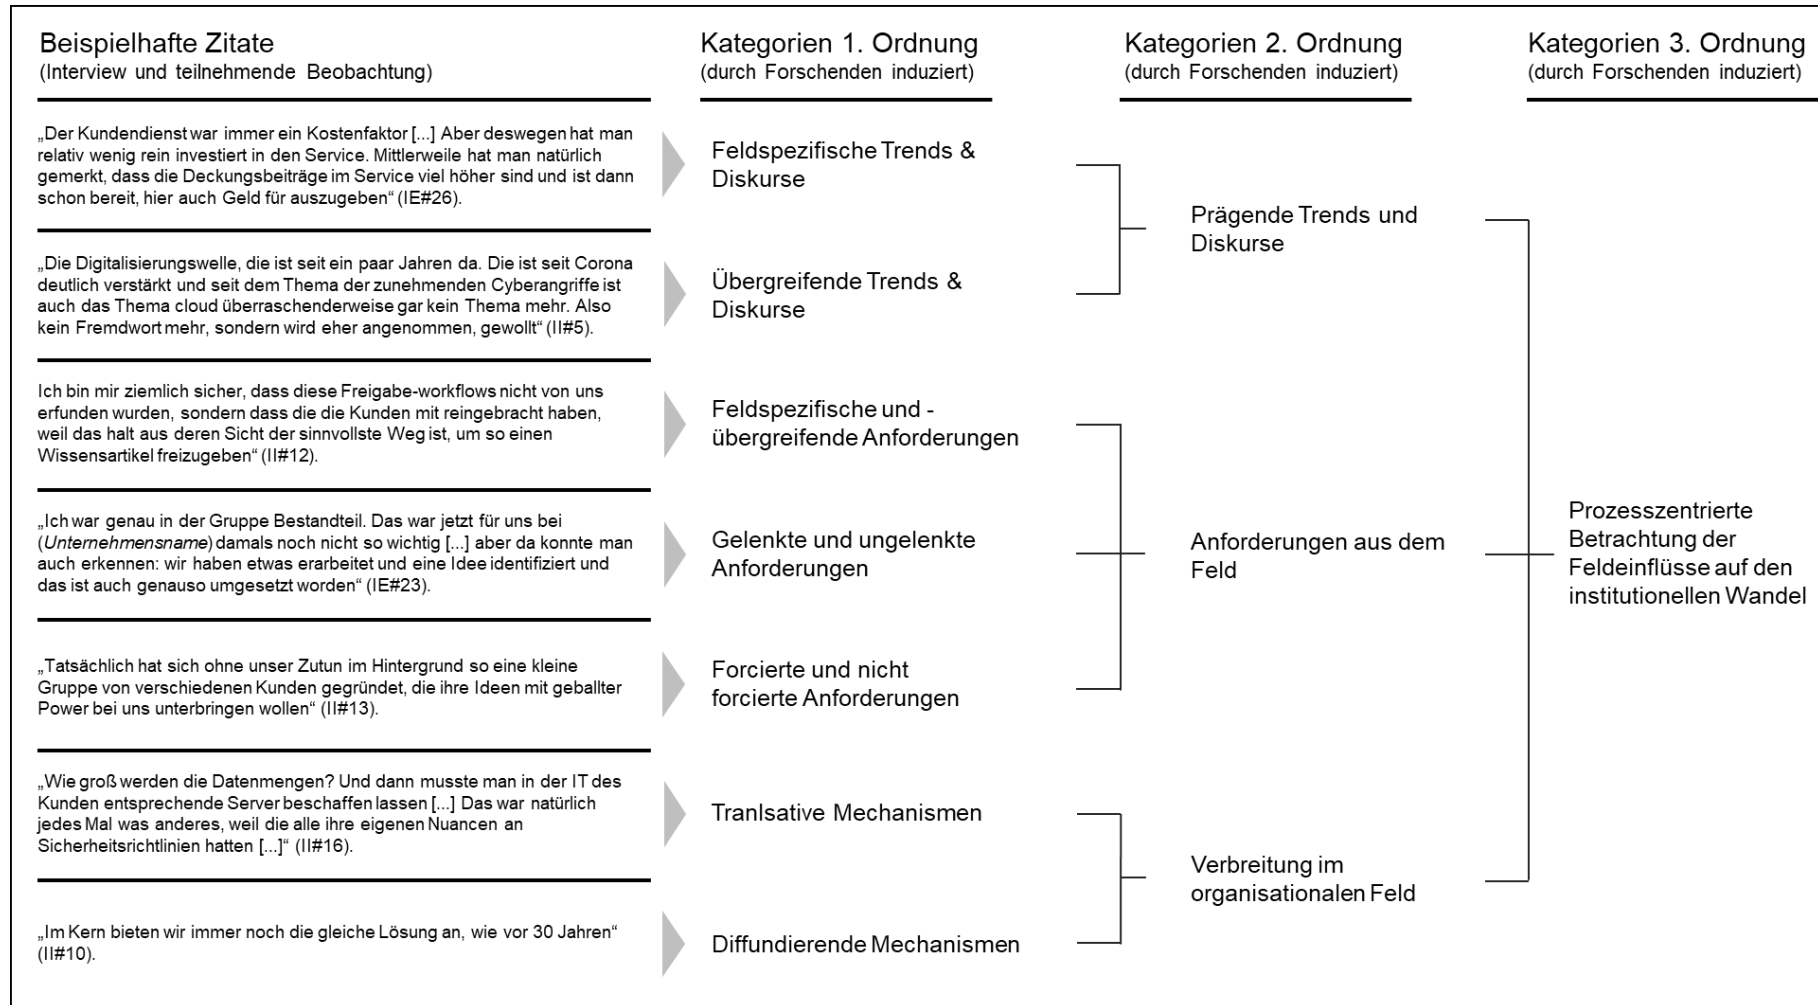 Beispielhafte Zitate
(Interview und teilnehmende Beobachtung)
Kategorien 1. Ordnung
(durch Forschenden induziert)
Kategorien 2. Ordnung
(durch Forschenden induziert)
Kategorien 3. Ordnung
(durch Forschenden induziert)
„Der Kundendienst war immer ein Kostenfaktor [...] Aber deswegen hat man
relativ wenig rein investiert in den Service. Mittlerweile hat man natürlich
gemerkt, dass die Deckungsbeiträge im Service viel höher sind und ist dann
schon bereit, hier auch Geld für auszugeben“ (IE#26).
Feldspezifische Trends &
Diskurse
„Die Digitalisierungswelle, die ist seit ein paar Jahren da. Die ist seit Corona
deutlich verstärkt und seit dem Thema der zunehmenden Cyberangriffe ist
auch das Thema cloud überraschenderweise gar kein Thema mehr. Also
kein Fremdwort mehr, sondern wird eher angenommen, gewollt“ (II#5).
Übergreifende Trends &
Diskurse
Prägende Trends und
Diskurse
Ich bin mir ziemlich sicher, dass diese Freigabe-workflows nicht von uns
erfunden wurden, sondern dass die die Kunden mit reingebracht haben,
weil das halt aus deren Sicht der sinnvollste Weg ist, um so einen
Wissensartikel freizugeben“ (II#12).
Feldspezifische und -
übergreifende Anforderungen
„Ich war genau in der Gruppe Bestandteil. Das war jetzt für uns bei
(Unternehmensname) damals noch nicht so wichtig [...] aber da konnte man
auch erkennen: wir haben etwas erarbeitet und eine Idee identifiziert und
das ist auch genauso umgesetzt worden“ (IE#23).
Gelenkte und ungelenkte
Anforderungen
Anforderungen aus dem
Feld
Prozesszentrierte
Betrachtung der
Feldeinflüsse auf den
institutionellen Wandel
„Tatsächlich hat sich ohne unser Zutun im Hintergrund so eine kleine
Gruppe von verschiedenen Kunden gegründet, die ihre Ideen mit geballter
Power bei uns unterbringen wollen“ (II#13).
Forcierte und nicht
forcierte Anforderungen
„Wie groß werden die Datenmengen? Und dann musste man in der IT des
Kunden entsprechende Server beschaffen lassen [...] Das war natürlich
jedes Mal was anderes, weil die alle ihre eigenen Nuancen an
Sicherheitsrichtlinien hatten [...]“ (II#16).
Tranlsative Mechanismen
Verbreitung im
organisationalen Feld
„Im Kern bieten wir immer noch die gleiche Lösung an, wie vor 30 Jahren“
(II#10).
Diffundierende Mechanismen